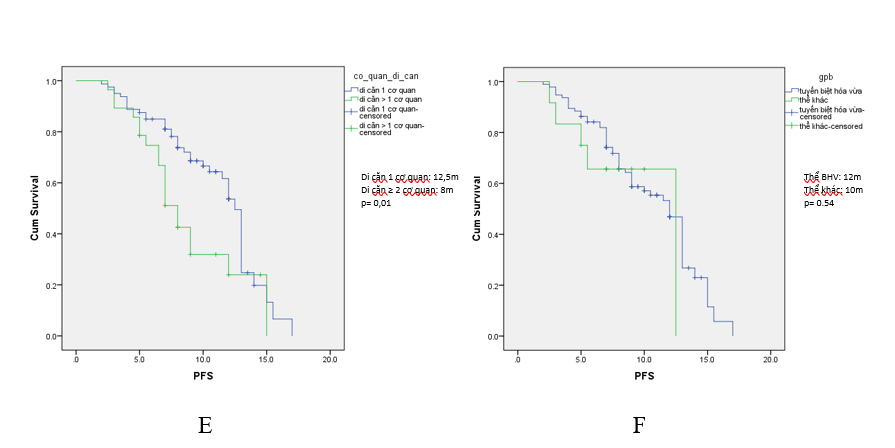 co_quan_di_can
di căn 1 cơ quan
di căn > 1 cơ quan
di căn 1 cơ quan-
censored
di căn > 1 cơ quan-
censored
Di căn 1 cơ quan: 12,5m
Di căn ≥ 2 cơ quan: 8m
p= 0,01
Cum Survival
1.0
0.8
0.6
0.4
0.2
0.0
.0 5.0 10.0 15.0 20.0
PFS
E
gpb
tuyến biệt hóa vừa
thể khác
tuyến biệt hóa vừa-
censored
thể khác-censored
Thể BHV: 12m
Thể khác: 10m
p= 0.54
Cum Survival
1.0
0.8
0.6
0.4
0.2
0.0
.0 5.0 10.0 15.0 20.0
PFS
F